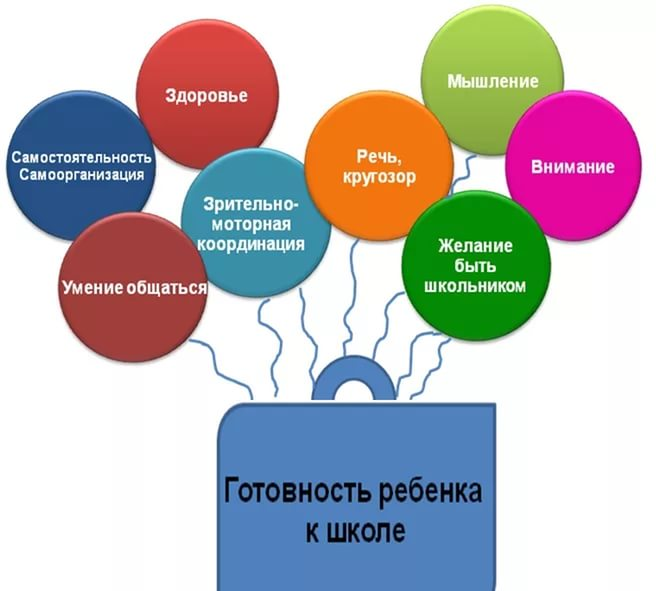 Здоровье
Мышление
Самостоятельность
Самоорганизация
Речь,
кругозор
Внимание
Зрительно-
моторная
координация
Желание
быть
школьником
Умение общаться
Готовность ребенка
к школе